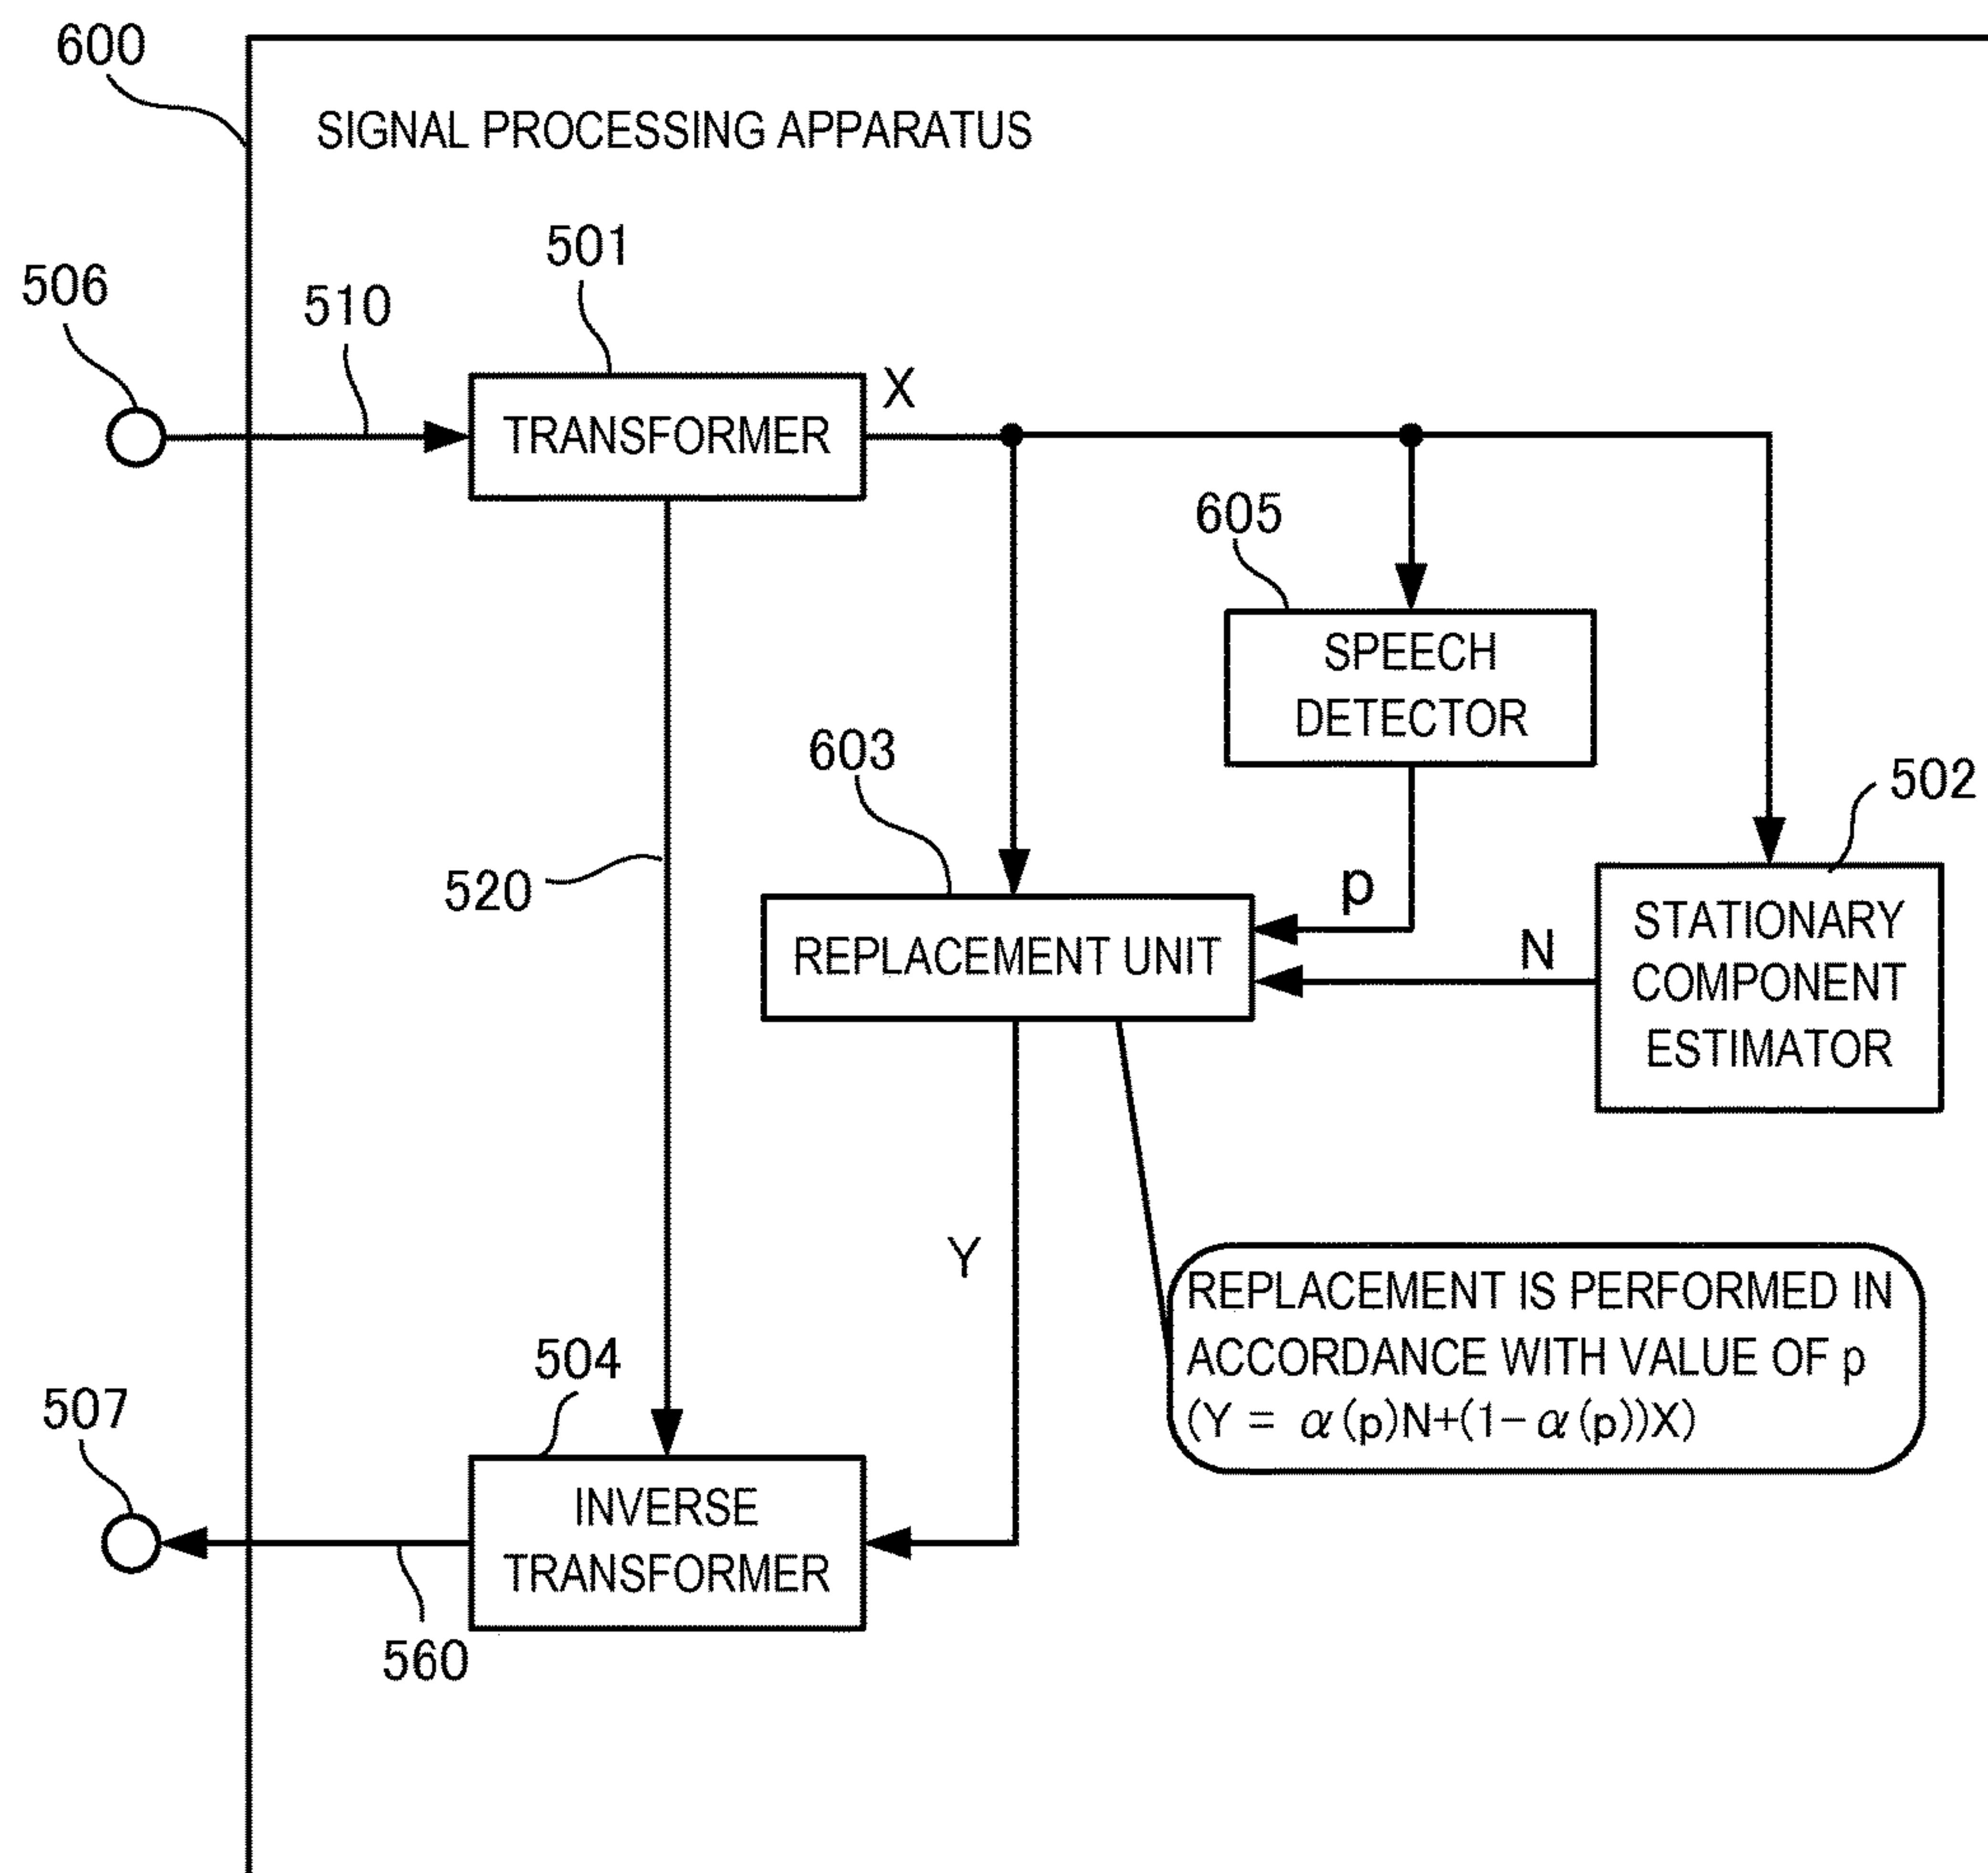 600
SIGNAL PROCESSING APPARATUS
501
506
510
X
TRANSFORMER
605
SPEECH
DETECTOR
603
502
520
p
REPLACEMENT UNIT
N
STATIONARY
COMPONENT
ESTIMATOR
Y
REPLACEMENT IS PERFORMED IN
ACCORDANCE WITH VALUE OF p
(Y = α(p)N+(1-α(p))X)
504
507
INVERSE
TRANSFORMER
560